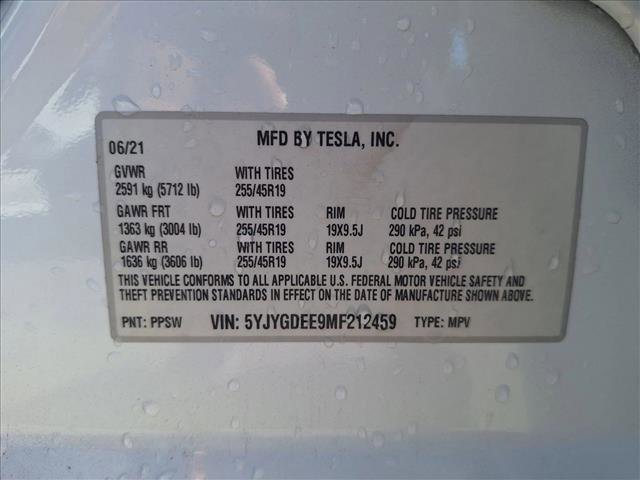 06/21 MFD BY TESLA, INC.
GVWR WITH TIRES
2591 kg (5712 lb) 255/45R19
GAWR FRT WITH TIRES RIM COLD TIRE PRESSURE
1363 kg (3004 lb) 255/45R19 19X9.5J 290 kPa, 42 psi
GAWR RR WITH TIRES RIM COLD TIRE PRESSURE
1636 kg (3606 lb) 255/45R19 19X9.5J 290 kPa, 42 psi
THIS VEHICLE CONFORMS TO ALL APPLICABLE U.S. FEDERAL MOTOR VEHICLE SAFETY AND
THEFT PREVENTION STANDARDS IN EFFECT ON THE DATE OF MANUFACTURE SHOWN ABOVE.
PNT: PPSW VIN: 5YJYGDEE9MF212459 TYPE: MPV